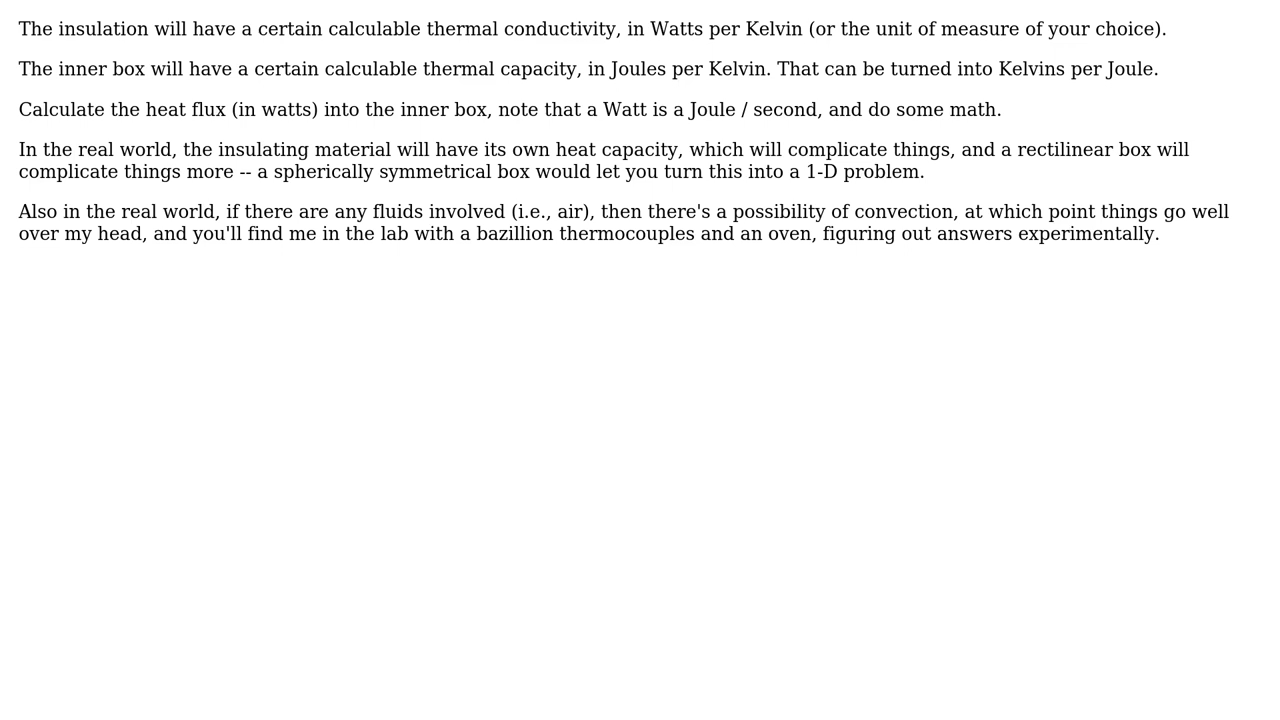 The insulation will have a certain calculable thermal conductivity, in Watts per Kelvin (or the unit of measure of your choice).
The inner box will have a certain calculable thermal capacity, in Joules per Kelvin. That can be turned into Kelvins per Joule.
Calculate the heat flux (in watts) into the inner box, note that a Watt is a Joule / second, and do some math.
In the real world, the insulating material will have its own heat capacity, which will complicate things, and a rectilinear box will
complicate things more -- a spherically symmetrical box would let you turn this into a 1-D problem.
Also in the real world, if there are any fluids involved (i.e., air), then there's a possibility of convection, at which point things go well
over my head, and you'll find me in the lab with a bazillion thermocouples and an oven, figuring out answers experimentally.